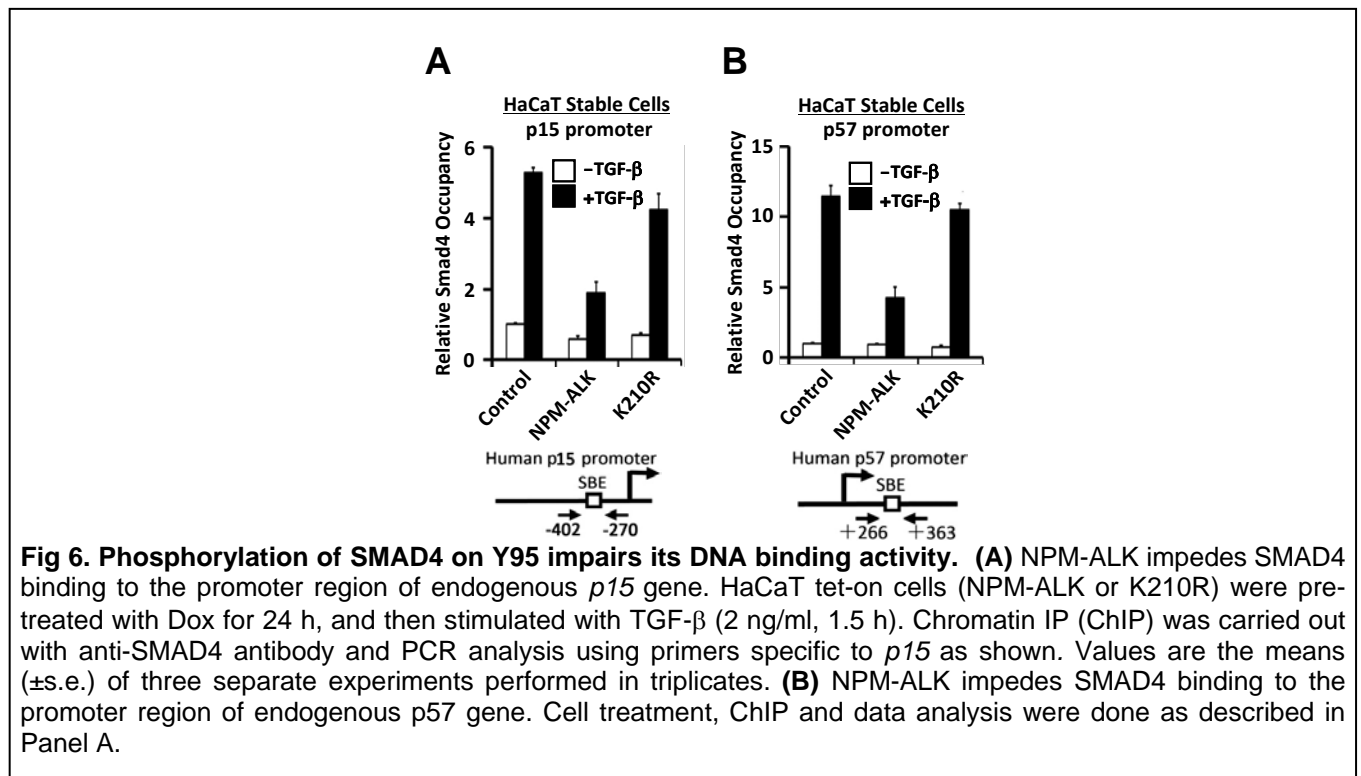 A
HaCaT Stable Cells
p15 promoter
Relative Smad4 Occupancy
6
4
2
0
–TGF-β
+TGF-β
Control
NPM-ALK
K210R
Human p15 promoter
SBE
-402
-270
B
HaCaT Stable Cells
p57 promoter
Relative Smad4 Occupancy
15
10
5
0
–TGF-β
+TGF-β
Control
NPM-ALK
K210R
Human p57 promoter
SBE
+266
+363
Fig 6. Phosphorylation of SMAD4 on Y95 impairs its DNA binding activity. (A) NPM-ALK impedes SMAD4
binding to the promoter region of endogenous p15 gene. HaCaT tet-on cells (NPM-ALK or K210R) were pre-
treated with Dox for 24 h, and then stimulated with TGF-β (2 ng/ml, 1.5 h). Chromatin IP (ChIP) was carried out
with anti-SMAD4 antibody and PCR analysis using primers specific to p15 as shown. Values are the means
(±s.e.) of three separate experiments performed in triplicates. (B) NPM-ALK impedes SMAD4 binding to the
promoter region of endogenous p57 gene. Cell treatment, ChIP and data analysis were done as described in
Panel A.